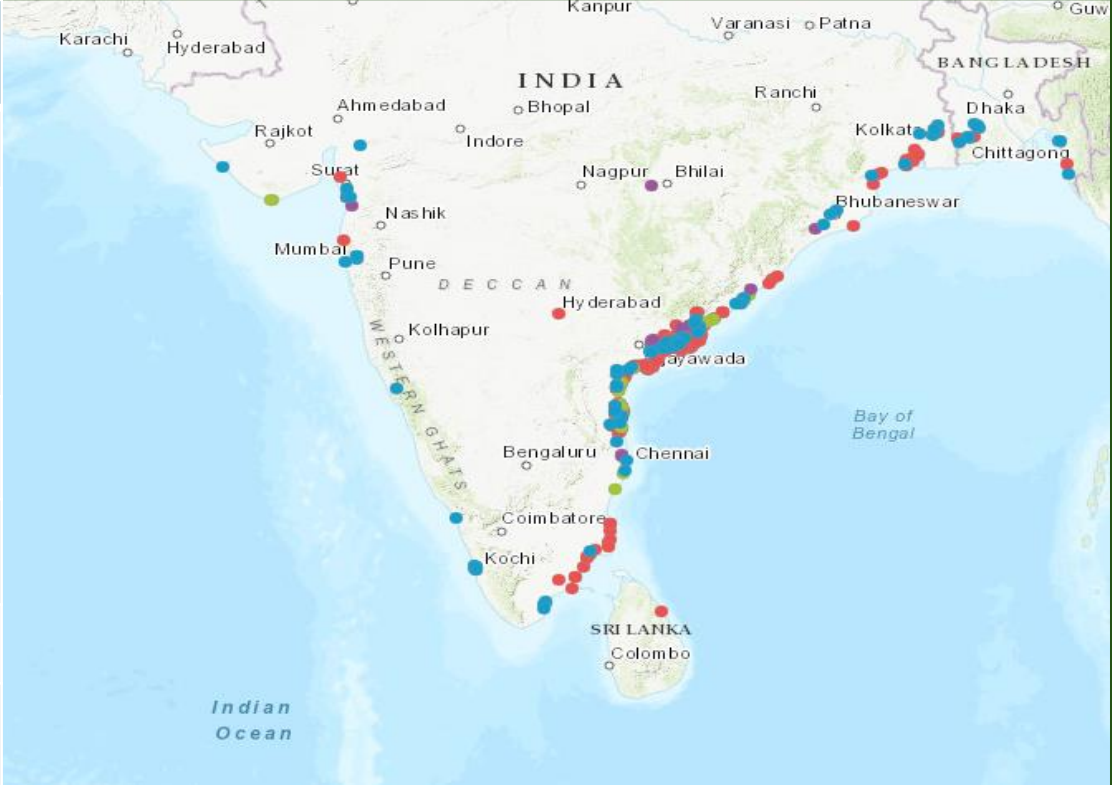 Kanpur
Guw
Varanasi
Patna
Karachi
Hyderabad
INDIA
BANGLADESH
Ranchi
Ahmedabad
Bhopal
Dhaka
Rajkot
Indore
Kolkata
Chittagong
Surat
Nagpur
Bhilai
Nashik
Bhubaneswar
Mumbai
Pune
DECCAN
Hyderabad
Kolhapur
jayawada
WESTERN GHATS
Bay of
Bengal
Bengaluru
Chennai
Coimbatore
Kochi
SRI LANKA
Colombo
Indian
Ocean